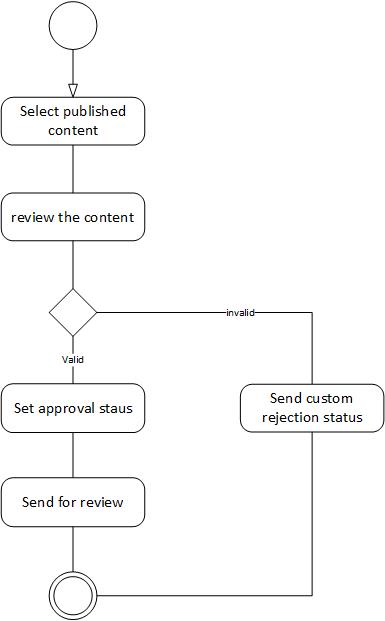 Select published
content
review the content
invalid
Valid
Set approval staus
Send custom
rejection status
Send for review